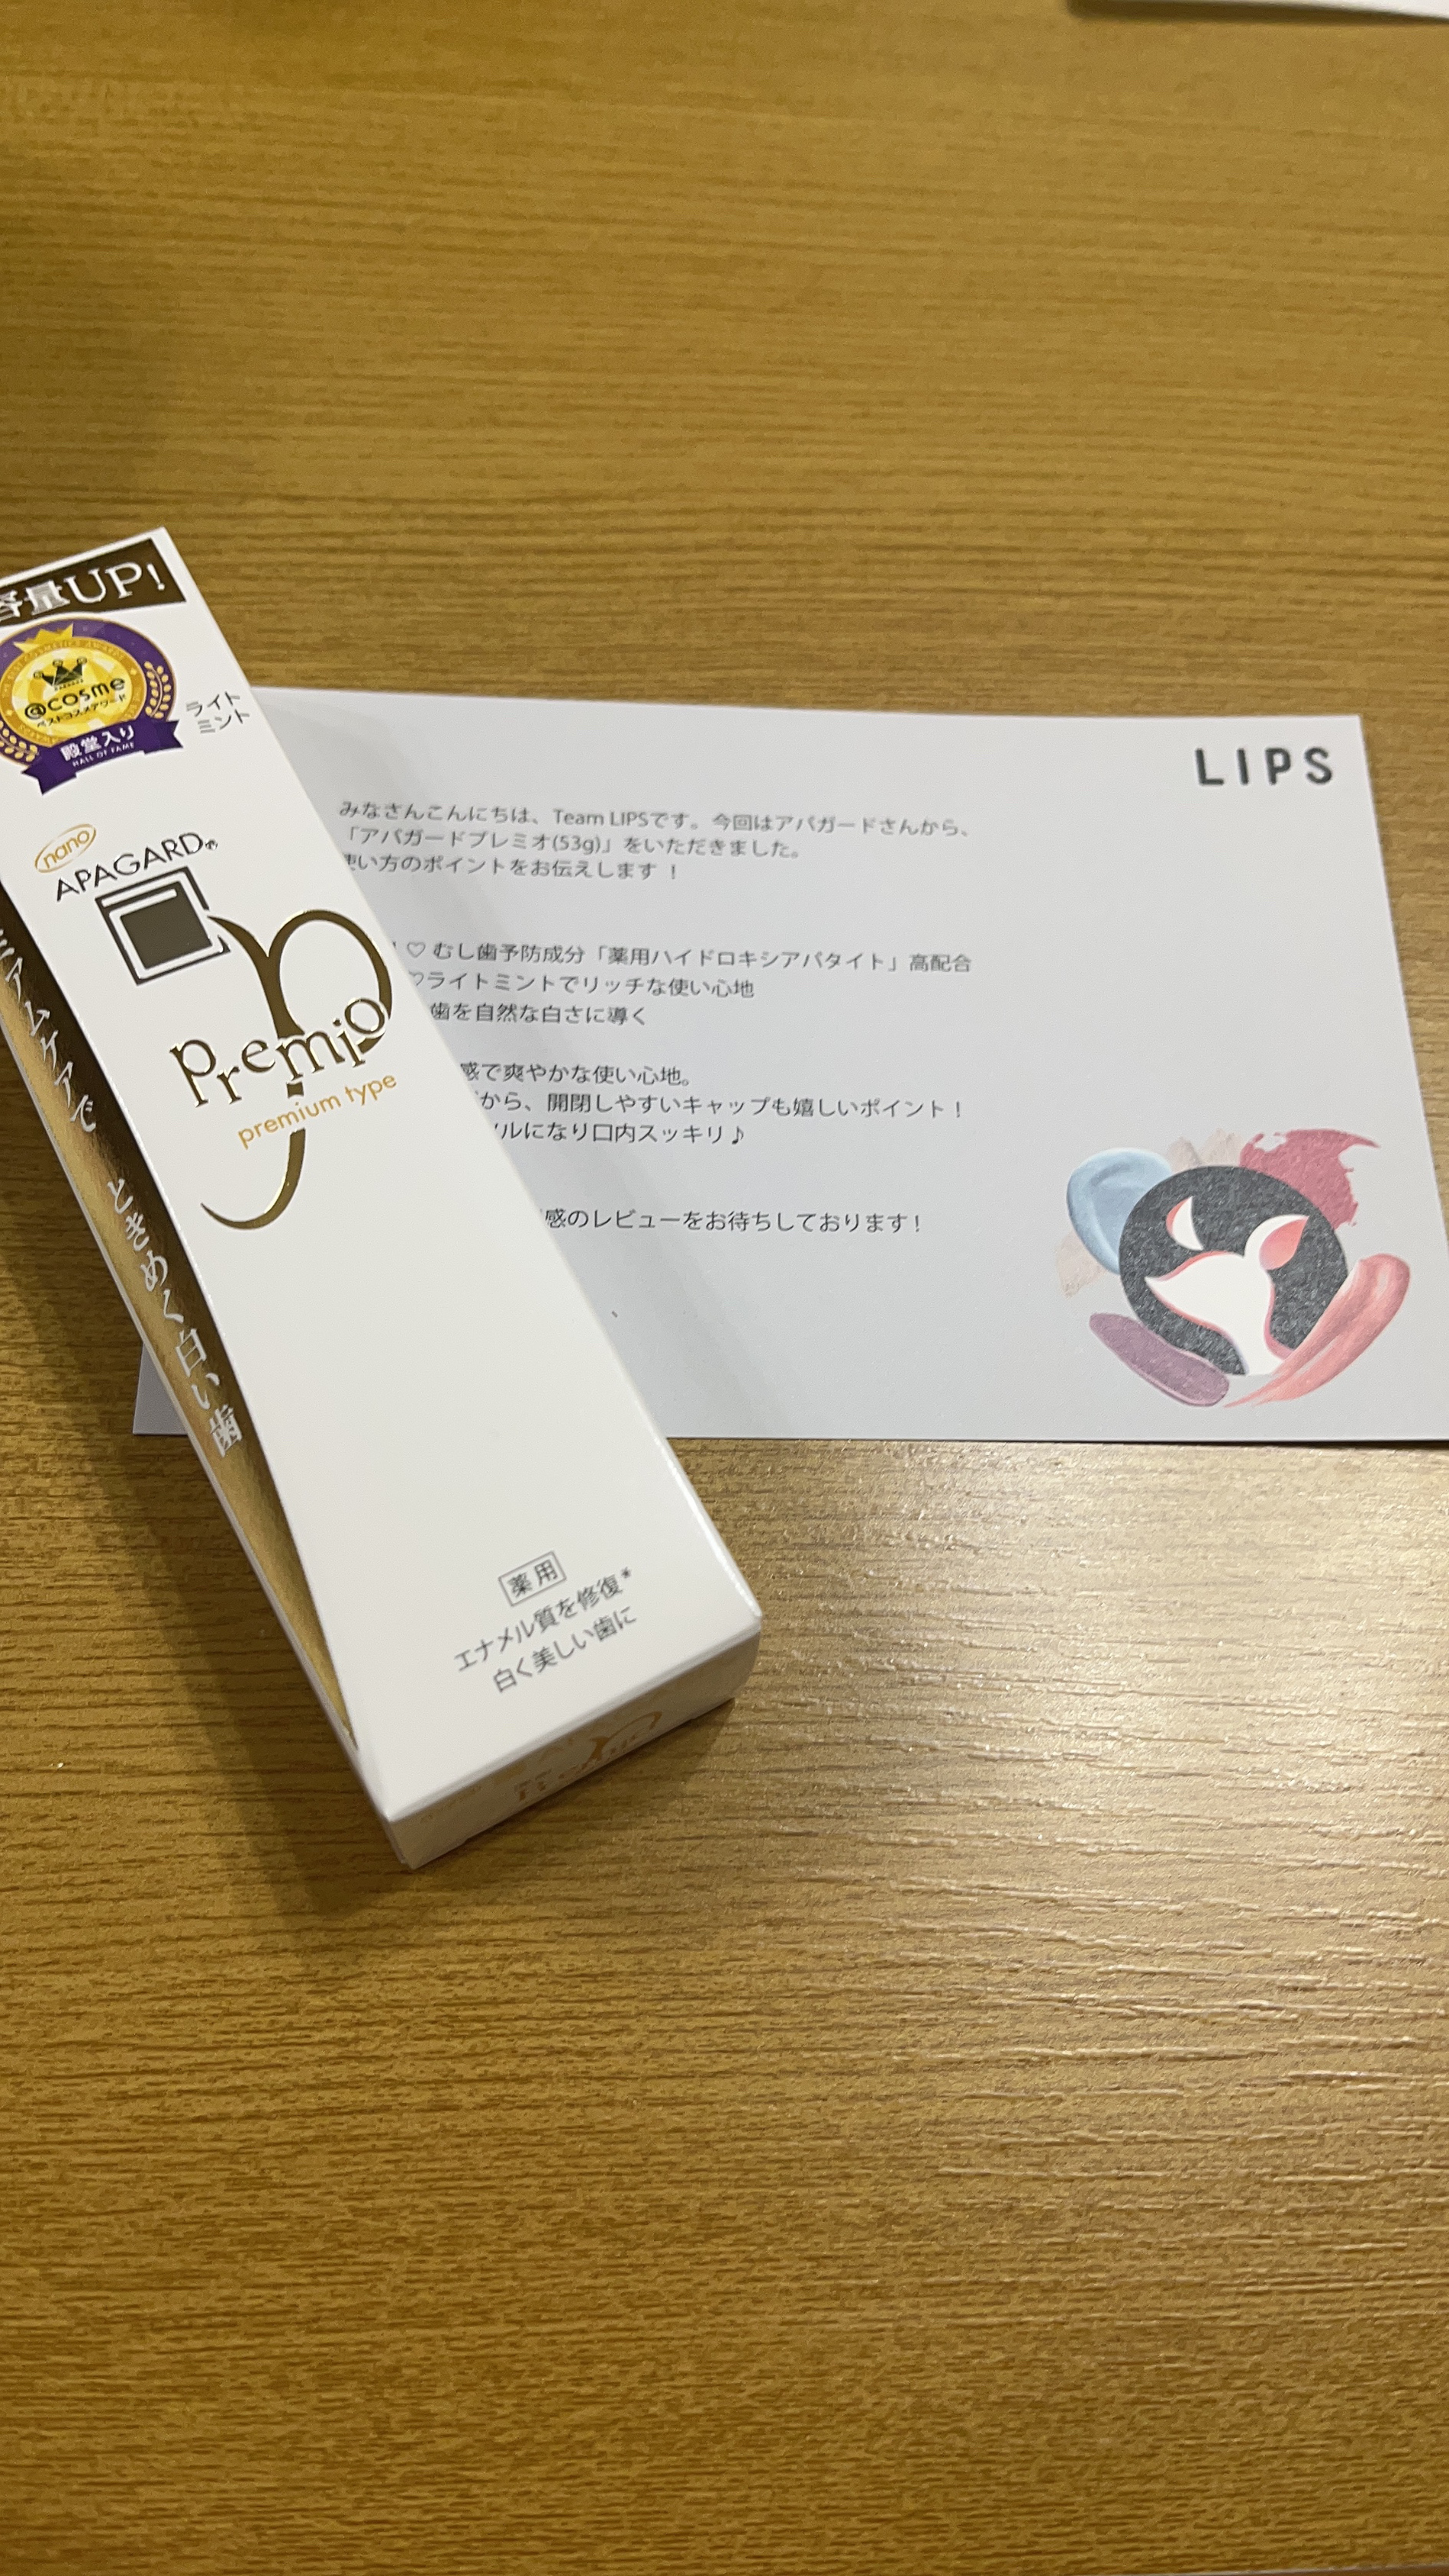 容量UP!
@cosme
ベストコスメアワード
殿堂入り
HALL OF FAME
ライト
ミント
nano
APAGARD®
Premio
premium type
ミアムケアで
ときめく白い歯
薬用
エナメル質を修復*
白く美しい歯に
LIPS
みなさんこんにちは、Team LIPSです。今回はアパガードさんから、
「アパガードプレミオ(53g)」をいただきました。
使い方のポイントをお伝えします！
♡ むし歯予防成分「薬用ハイドロキシアパタイト」高配合
♡ライトミントでリッチな使い心地
歯を自然な白さに導く
感で爽やかな使い心地。
から、開閉しやすいキャップも嬉しいポイント！
ルになり口内スッキリ♪
感のレビューをお待ちしております！